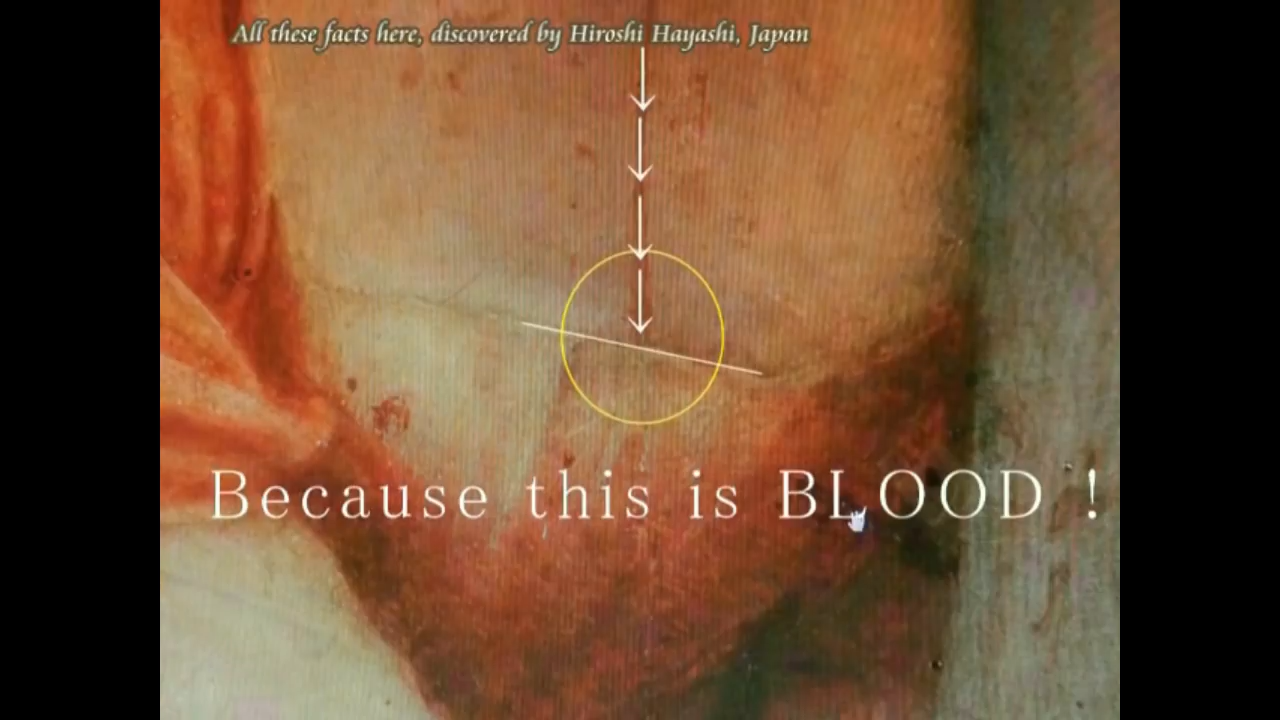 All these facts here, discovered by Hiroshi Hayashi, Japan
Because this is BLOOD !